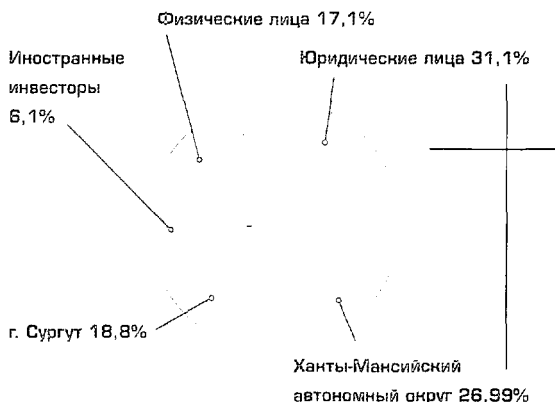 Физические лица 17,1%
Юридические лица 31,1%
Иностранные
инвесторы
6,1%
г. Сургут 18,8%
Ханты-Мансийский
автономный округ 26,99%